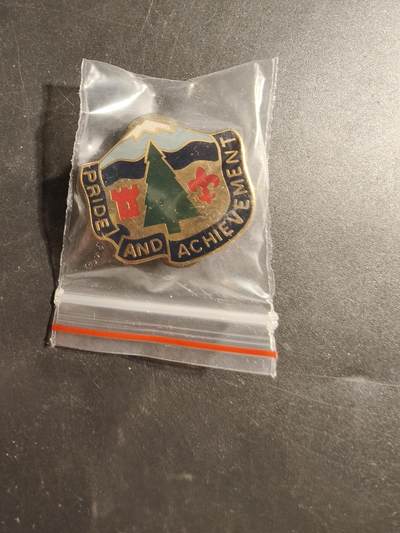 PRIDE AND ACHIEVEMENT